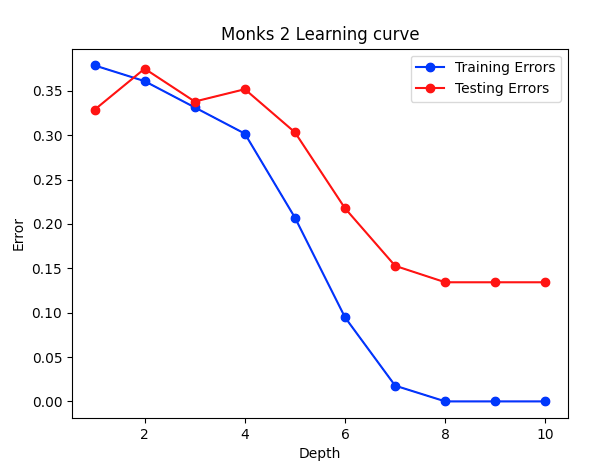 Monks 2 Learning curve
Training Errors
Testing Errors
Error
0.35
0.30
0.25
0.20
0.15
0.10
0.05
0.00
2 4 6 8 10
Depth